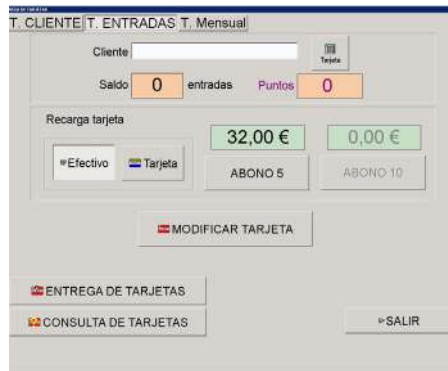 T. CLIENTE T. ENTRADAS T. Mensual
Cliente
Tarjeta
Saldo 0 entradas Puntos 0
Recarga tarjeta
32,00 € 0,00 €
Efectivo Tarjeta ABONO 5 ABONO 10
MODIFICAR TARJETA
ENTREGA DE TARJETAS
CONSULTA DE TARJETAS
SALIR